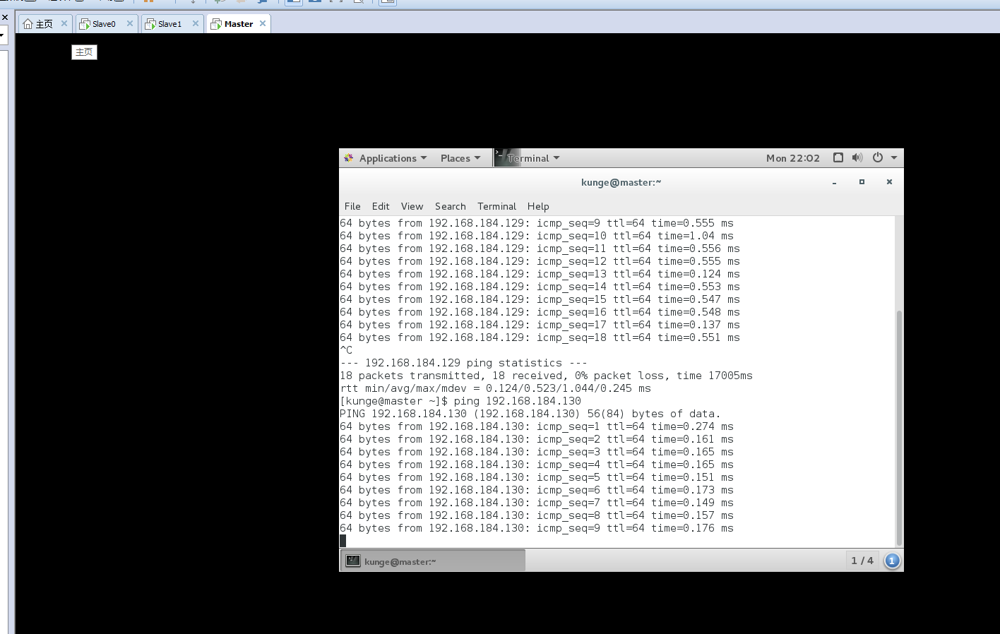 主页
Slave0
Slave1
Master
主页
Applications
Places
Terminal
Mon 22:02
kunge@master:~
File Edit View Search Terminal Help
64 bytes from 192.168.184.129: icmp_seq=9 ttl=64 time=0.555 ms
64 bytes from 192.168.184.129: icmp_seq=10 ttl=64 time=1.04 ms
64 bytes from 192.168.184.129: icmp_seq=11 ttl=64 time=0.556 ms
64 bytes from 192.168.184.129: icmp_seq=12 ttl=64 time=0.555 ms
64 bytes from 192.168.184.129: icmp_seq=13 ttl=64 time=0.124 ms
64 bytes from 192.168.184.129: icmp_seq=14 ttl=64 time=0.553 ms
64 bytes from 192.168.184.129: icmp_seq=15 ttl=64 time=0.547 ms
64 bytes from 192.168.184.129: icmp_seq=16 ttl=64 time=0.548 ms
64 bytes from 192.168.184.129: icmp_seq=17 ttl=64 time=0.137 ms
64 bytes from 192.168.184.129: icmp_seq=18 ttl=64 time=0.551 ms
^C
--- 192.168.184.129 ping statistics ---
18 packets transmitted, 18 received, 0% packet loss, time 17005ms
rtt min/avg/max/mdev = 0.124/0.523/1.044/0.245 ms
[kunge@master ~]$ ping 192.168.184.130
PING 192.168.184.130 (192.168.184.130) 56(84) bytes of data.
64 bytes from 192.168.184.130: icmp_seq=1 ttl=64 time=0.274 ms
64 bytes from 192.168.184.130: icmp_seq=2 ttl=64 time=0.161 ms
64 bytes from 192.168.184.130: icmp_seq=3 ttl=64 time=0.165 ms
64 bytes from 192.168.184.130: icmp_seq=4 ttl=64 time=0.165 ms
64 bytes from 192.168.184.130: icmp_seq=5 ttl=64 time=0.151 ms
64 bytes from 192.168.184.130: icmp_seq=6 ttl=64 time=0.173 ms
64 bytes from 192.168.184.130: icmp_seq=7 ttl=64 time=0.149 ms
64 bytes from 192.168.184.130: icmp_seq=8 ttl=64 time=0.157 ms
64 bytes from 192.168.184.130: icmp_seq=9 ttl=64 time=0.176 ms
kunge@master:~
1 / 4
1